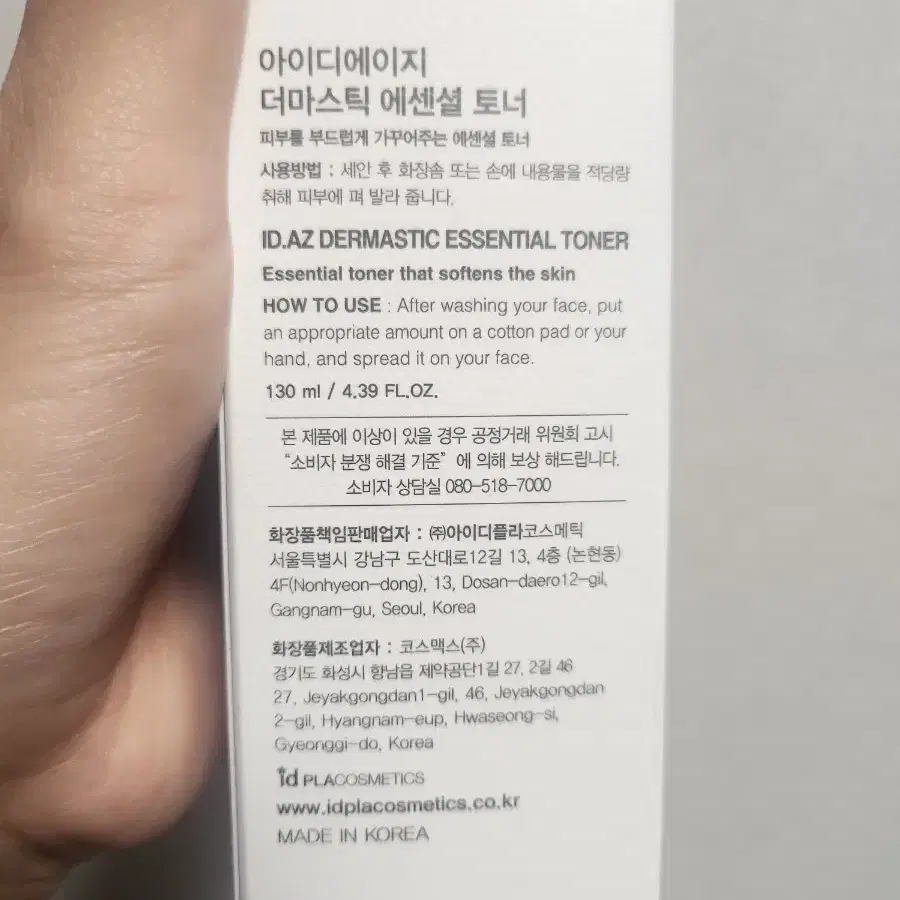 아이디에이지
더마스틱 에센셜 토너
피부를 부드럽게 가꾸어주는 에센셜 토너
사용방법 : 세안 후 화장솜 또는 손에 내용물을 적당량
취해 피부에 펴 발라 줍니다.
ID.AZ DERMASTIC ESSENTIAL TONER
Essential toner that softens the skin
HOW TO USE : After washing your face, put
an appropriate amount on a cotton pad or your
hand, and spread it on your face.
130 ml / 4.39 FL.OZ.
본 제품에 이상이 있을 경우 공정거래 위원회 고시
“소비자 분쟁 해결 기준” 에 의해 보상 해드립니다.
소비자 상담실 080-518-7000
화장품책임판매업자 : ㈜아이디플라코스메틱
서울특별시 강남구 도산대로12길 13, 4층 (논현동)
4F(Nonhyeon-dong), 13, Dosan-daero12-gil,
Gangnam-gu, Seoul, Korea
화장품제조업자 : 코스맥스(주)
경기도 화성시 향남읍 제약공단1길 27, 2길 46
27, Jeyakgongdan1-gil, 46, Jeyakgongdan
2-gil, Hyangnam-eup, Hwaseong-si,
Gyeonggi-do, Korea
id PLACOSMETICS
www.idplacosmetics.co.kr
MADE IN KOREA